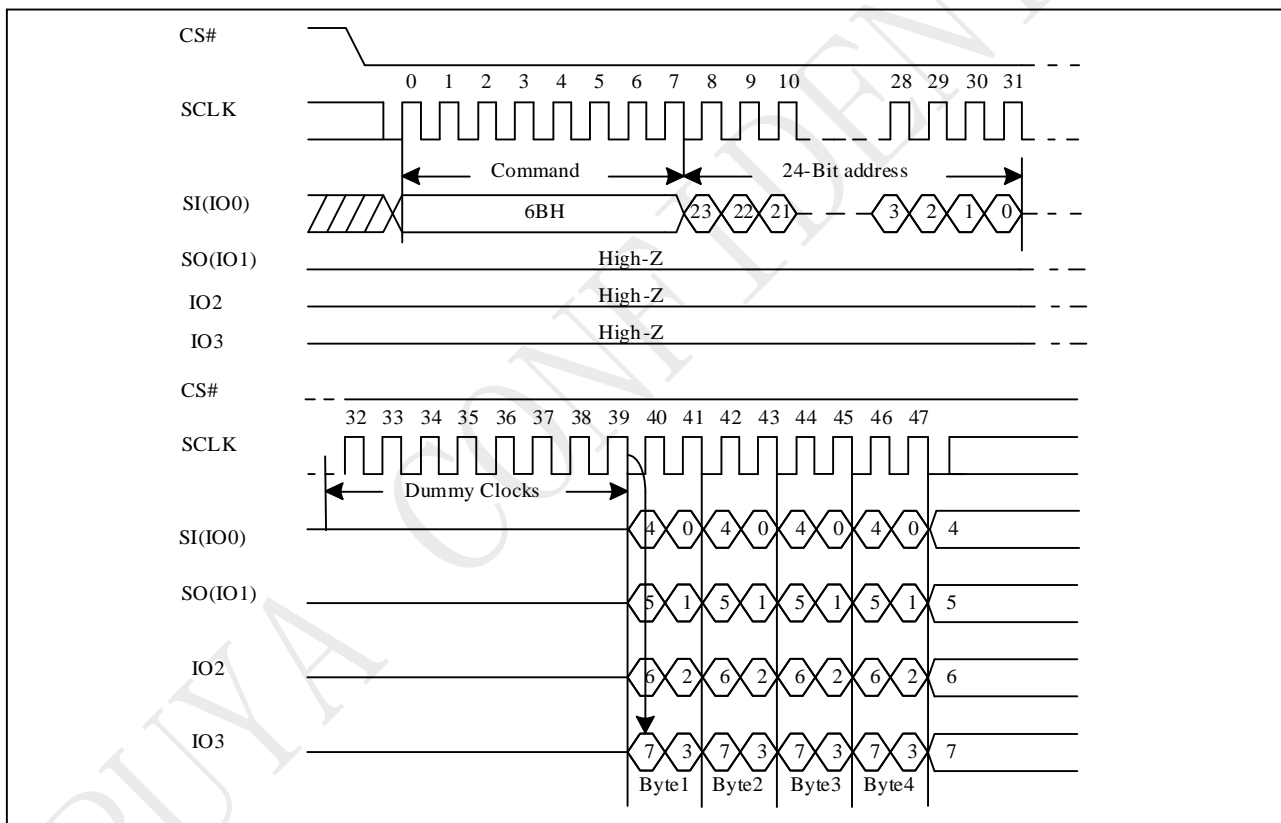 CS#
0 1 2 3 4 5 6 7 8 9 10 28 29 30 31
SCLK
Command 24-Bit address
SI(IO0) 6BH 23 22 21 3 2 1 0
SO(IO1) High-Z
IO2 High-Z
IO3 High-Z
CS#
32 33 34 35 36 37 38 39 40 41 42 43 44 45 46 47
SCLK
Dummy Clocks
SI(IO0) 4 0 4 0 4 0 4 0 4
SO(IO1) 5 1 5 1 5 1 5 1 5
IO2 6 2 6 2 6 2 6 2 6
IO3 7 3 7 3 7 3 7 3 7
Byte1 Byte2 Byte3 Byte4
PUYA CONFIDENT